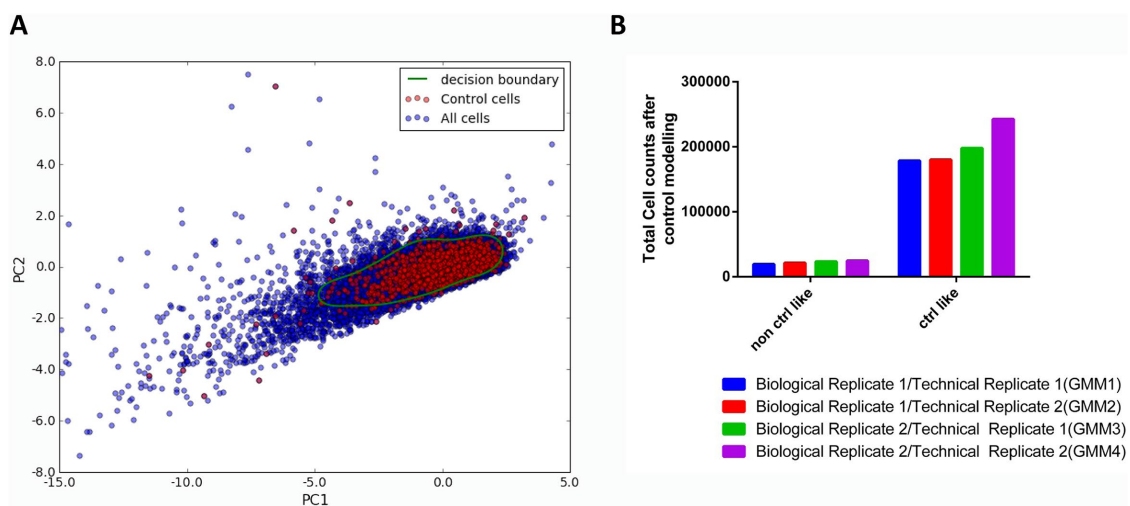 A
B
8.0
6.0
4.0
2.0
0.0
-2.0
-4.0
-6.0
-8.0
PC2
-15.0
-10.0
-5.0
0.0
5.0
PC1
decision boundary
Control cells
All cells
Total Cell counts after
control modelling
300000
200000
100000
0
non ctrl like
ctrl like
Biological Replicate 1/Technical Replicate 1(GMM1)
Biological Replicate 1/Technical Replicate 2(GMM2)
Biological Replicate 2/Technical Replicate 1(GMM3)
Biological Replicate 2/Technical Replicate 2(GMM4)